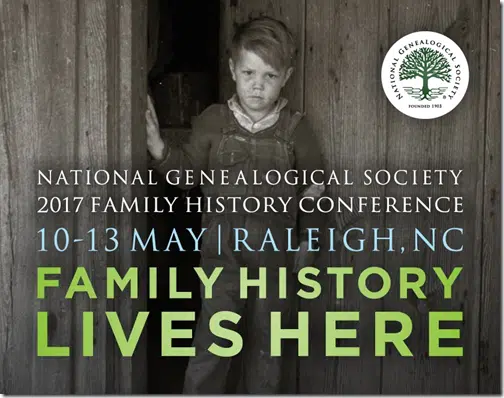 NATIONAL GENEALOGICAL SOCIETY
FOUNDED 1903
NATIONAL GENEALOGICAL SOCIETY
2017 FAMILY HISTORY CONFERENCE
10-13 MAY | RALEIGH, NC
FAMILY HISTORY
LIVES HERE